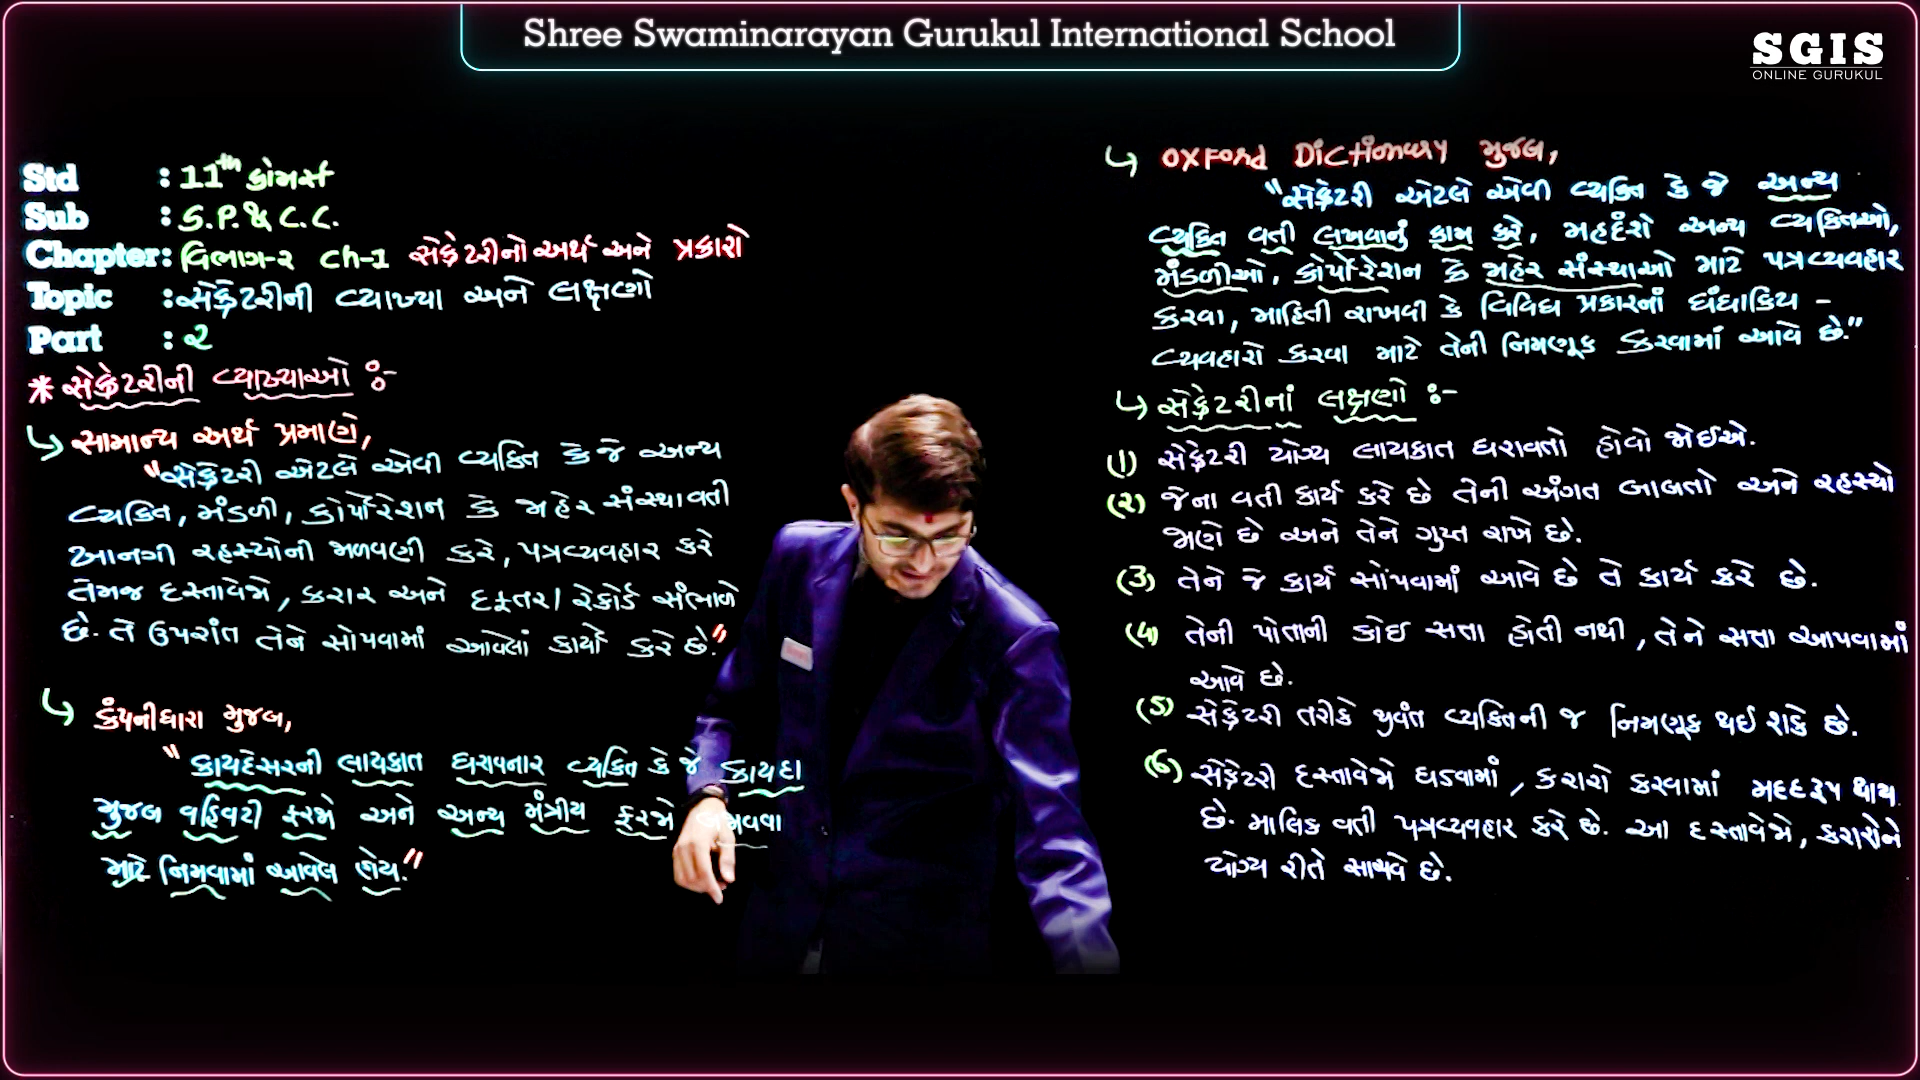 Shree Swaminarayan Gurukul International School
SGIS
ONLINE GURUKUL
Std : 11th કોમર્સ
Sub : S.P. & C.C.
Chapter: વિભાગ-૨ ch-1 સેક્રેટરીનો અર્થ અને પ્રકારો
Topic : સેક્રેટરીની વ્યાખ્યા અને લક્ષણો
Part : ૨
* સેક્રેટરીની વ્યાખ્યાઓ :-
↳ સામાન્ય અર્થ પ્રમાણે,
"સેક્રેટરી એટલે એવી વ્યક્તિ કે જે અન્ય
વ્યક્તિ, મંડળી, કોર્પોરેશન કે જાહેર સંસ્થા વતી
ખાનગી રહસ્યોની જાળવણી કરે, પત્રવ્યવહાર કરે
તેમજ દસ્તાવેજો, કરાર અને દફતર/રેકોર્ડ સંભાળે
છે. તે ઉપરાંત તેને સોંપવામાં આવેલાં કાર્યો કરે છે."
↳ કંપનીધારા મુજબ,
"કાયદેસરની લાયકાત ધરાવનાર વ્યક્તિ કે જે કાયદા
મુજબ વહિવટી ફરજો અને અન્ય મંત્રીય ફરજો બજાવવા
માટે નિમવામાં આવેલ હોય."
↳ Oxford Dictionary મુજબ,
"સેક્રેટરી એટલે એવી વ્યક્તિ કે જે અન્ય
વ્યક્તિ વતી લખવાનું કામ કરે, મહદંશે અન્ય વ્યક્તિઓ,
મંડળીઓ, કોર્પોરેશન કે જાહેર સંસ્થાઓ માટે પત્રવ્યવહાર
કરવા, માહિતી રાખવી કે વિવિધ પ્રકારનાં ધંધાકિય -
વ્યવહારો કરવા માટે તેની નિમણૂક કરવામાં આવે છે."
↳ સેક્રેટરીનાં લક્ષણો :-
(1) સેક્રેટરી યોગ્ય લાયકાત ધરાવતો હોવો જોઈએ.
(૨) જેના વતી કાર્ય કરે છે તેની અંગત બાબતો અને રહસ્યો
જાણે છે અને તેને ગુપ્ત રાખે છે.
(3) તેને જે કાર્ય સોંપવામાં આવે છે તે કાર્ય કરે છે.
(4) તેની પોતાની કોઈ સત્તા હોતી નથી, તેને સત્તા આપવામાં
આવે છે.
(5) સેક્રેટરી તરીકે જીવંત વ્યક્તિની જ નિમણૂક થઈ શકે છે.
(6) સેક્રેટરી દસ્તાવેજો ઘડવામાં, કરારો કરવામાં મદદરૂપ થાય
છે. માલિક વતી પત્રવ્યવહાર કરે છે. આ દસ્તાવેજો, કરારોને
યોગ્ય રીતે સાચવે છે.